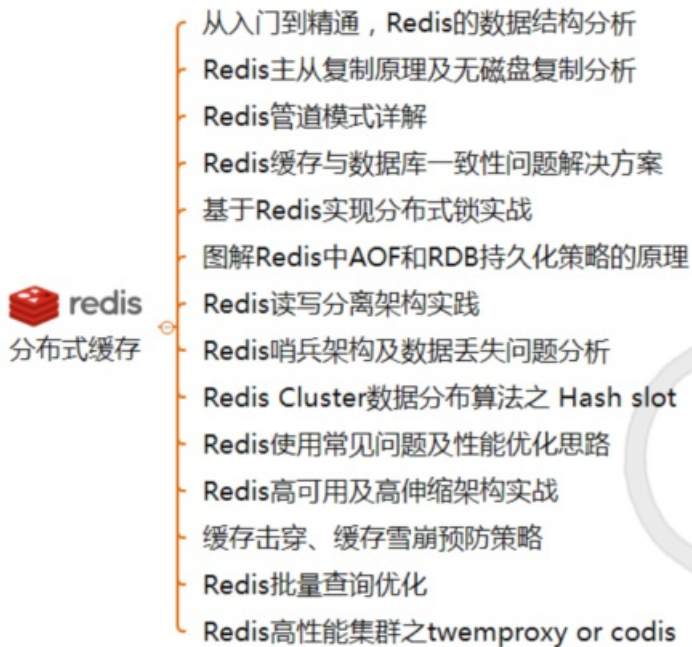 从入门到精通，Redis的数据结构分析
Redis主从复制原理及无磁盘复制分析
Redis管道模式详解
Redis缓存与数据库一致性问题解决方案
基于Redis实现分布式锁实战
图解Redis中AOF和RDB持久化策略的原理
redis
Redis读写分离架构实践
分布式缓存
Redis哨兵架构及数据丢失问题分析
Redis Cluster数据分布算法之 Hash slot
Redis使用常见问题及性能优化思路
Redis高可用及高伸缩架构实战
缓存击穿、缓存雪崩预防策略
Redis批量查询优化
Redis高性能集群之twemproxy or codis